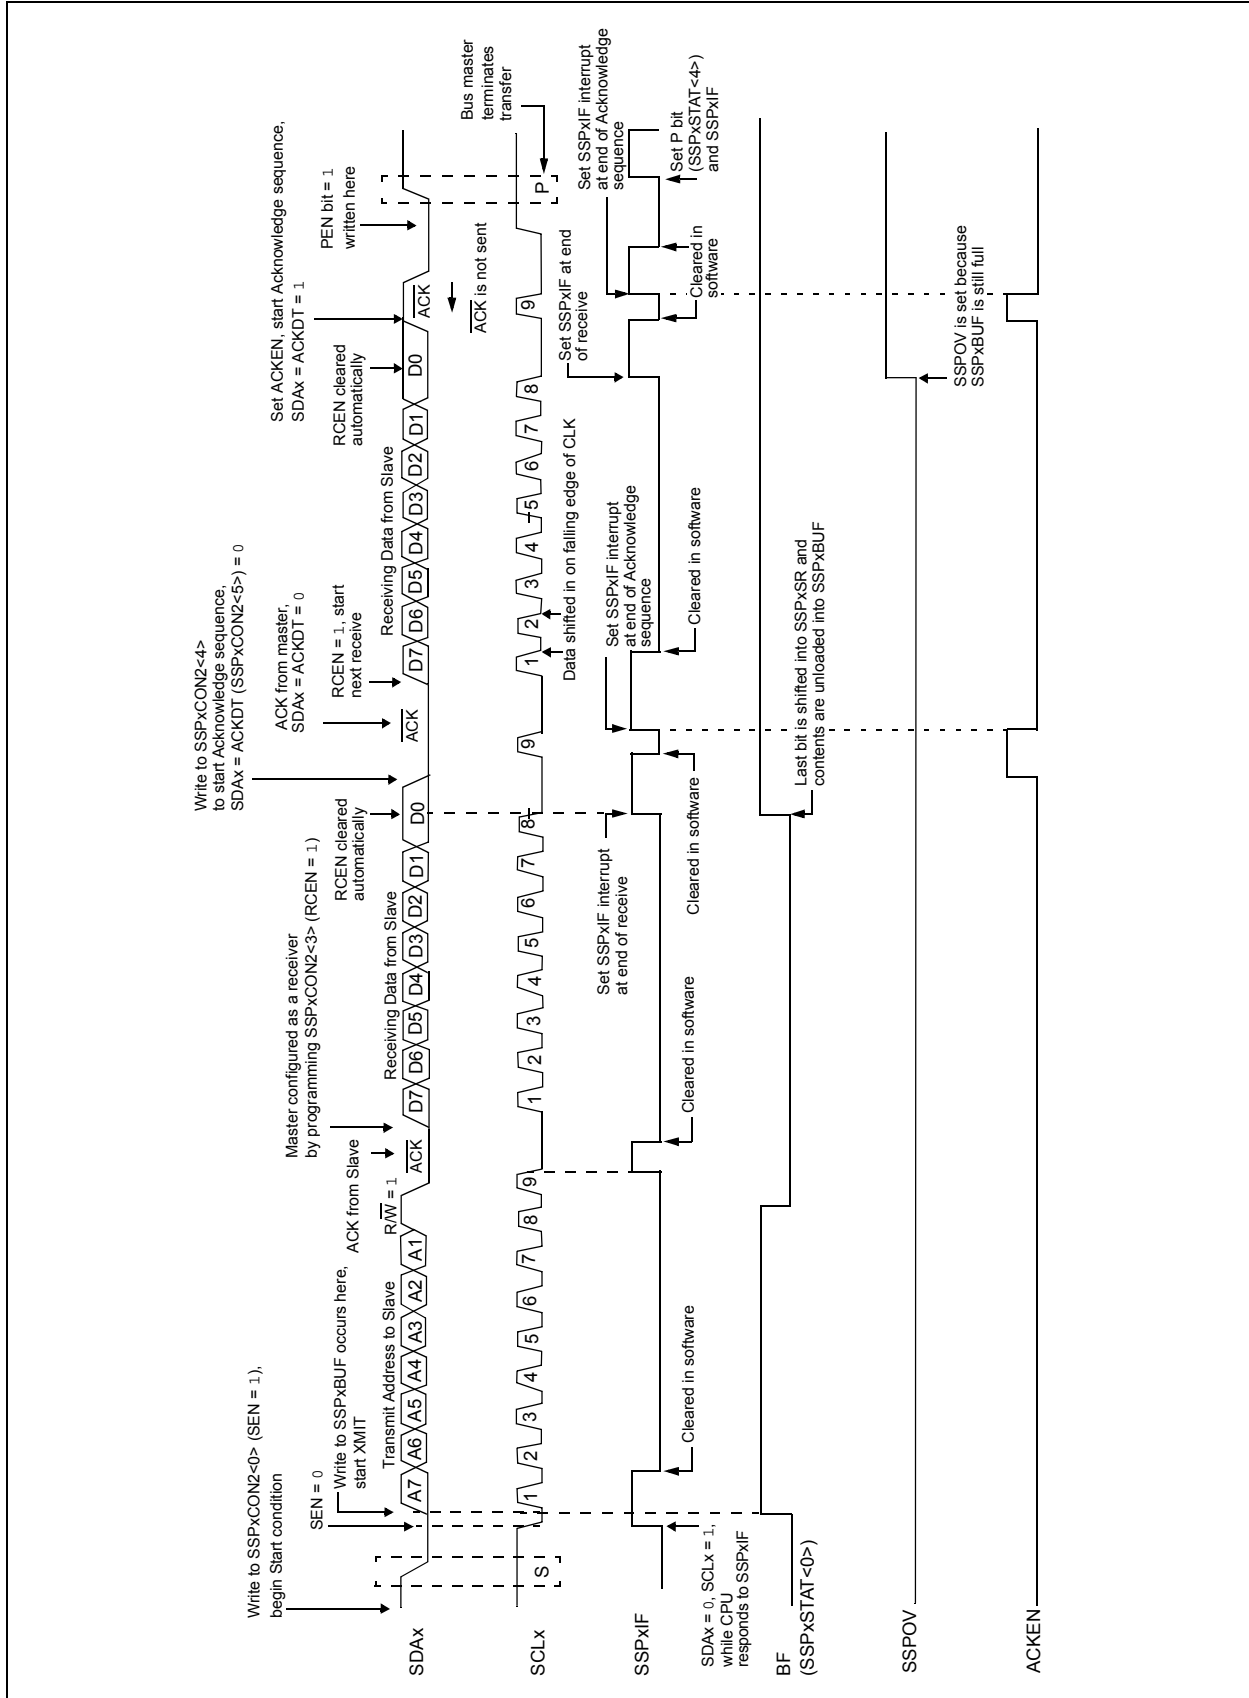 Write to SSPxCON2<0> (SEN = 1),
begin Start condition
SEN = 0
Write to SSPxBUF occurs here,
start XMIT
Transmit Address to Slave
R/W = 1
ACK from Slave
Master configured as a receiver
by programming SSPxCON2<3> (RCEN = 1)
Receiving Data from Slave
RCEN cleared
automatically
Write to SSPxCON2<4>
to start Acknowledge sequence,
SDAx = ACKDT (SSPxCON2<5>) = 0
ACK from master,
SDAx = ACKDT = 0
RCEN = 1, start
next receive
Receiving Data from Slave
RCEN cleared
automatically
Set ACKEN, start Acknowledge sequence,
SDAx = ACKDT = 1
PEN bit = 1
written here
SDAx
A7 A6 A5 A4 A3 A2 A1 ACK D7 D6 D5 D4 D3 D2 D1 D0 ACK D7 D6 D5 D4 D3 D2 D1 D0 ACK
ACK is not sent
Bus master
terminates
transfer
SCLx
S 1 2 3 4 5 6 7 8 9 1 2 3 4 5 6 7 8 9 1 2 3 4 5 6 7 8 9 P
Data shifted in on falling edge of CLK
Set SSPxIF interrupt
at end of receive
Set SSPxIF interrupt
at end of Acknowledge
sequence
Set SSPxIF at end
of receive
Set SSPxIF interrupt
at end of Acknowledge
sequence
SSPxIF
SDAx = 0, SCLx = 1,
while CPU
responds to SSPxIF
Cleared in software
Cleared in software
Cleared in software
Cleared in software
Cleared in
software
Set P bit
(SSPxSTAT<4>)
and SSPxIF
BF
(SSPxSTAT<0>)
Last bit is shifted into SSPxSR and
contents are unloaded into SSPxBUF
SSPOV
SSPOV is set because
SSPxBUF is still full
ACKEN